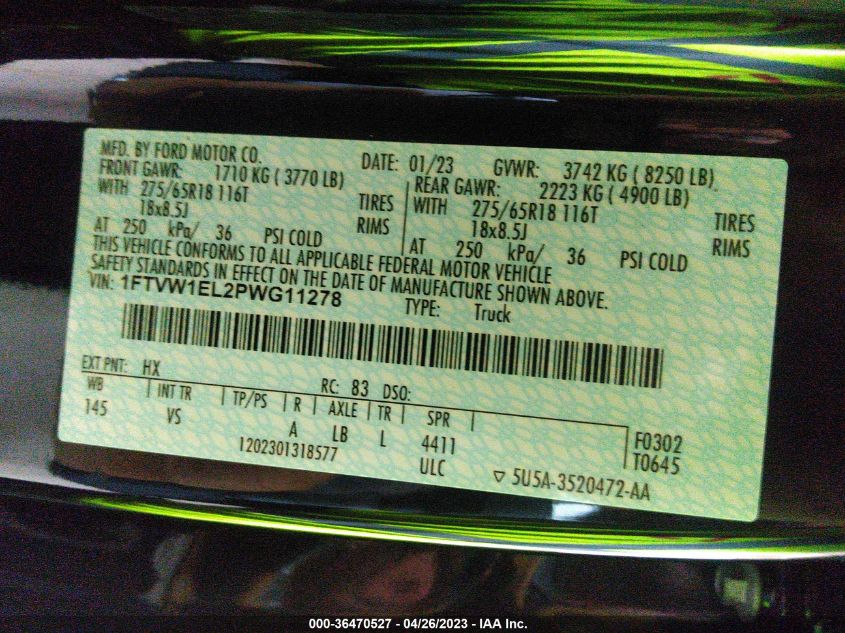 MFD. BY FORD MOTOR CO. DATE: 01/23 GVWR: 3742 KG ( 8250 LB)
FRONT GAWR: 1710 KG ( 3770 LB) REAR GAWR: 2223 KG ( 4900 LB)
WITH 275/65R18 116T TIRES WITH 275/65R18 116T TIRES
18x8.5J RIMS 18x8.5J RIMS
AT 250 kPa/ 36 PSI COLD AT 250 kPa/ 36 PSI COLD
THIS VEHICLE CONFORMS TO ALL APPLICABLE FEDERAL MOTOR VEHICLE
SAFETY STANDARDS IN EFFECT ON THE DATE OF MANUFACTURE SHOWN ABOVE.
VIN: 1FTVW1EL2PWG11278 TYPE: Truck
EXT PNT: HX RC: 83 DSO:
WB INT TR TP/PS R AXLE TR SPR
145 VS A LB L 4411
F0302
T0645
1202301318577 ULC
5U5A-3520472-AA
000-36470527 - 04/26/2023 - IAA Inc.